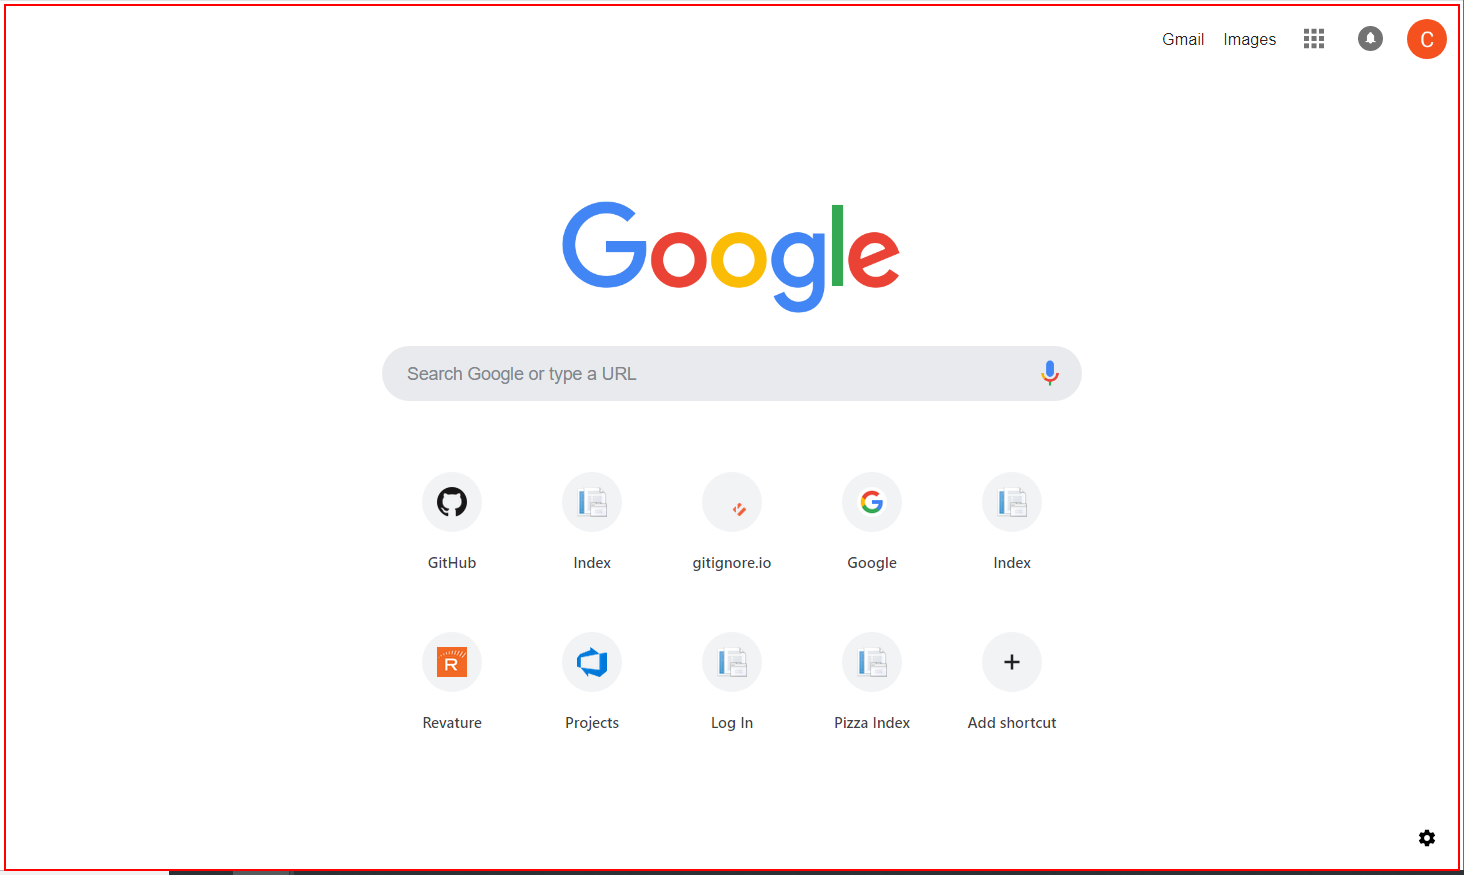 Gmail Images C
Google
Search Google or type a URL
GitHub Index gitignore.io Google Index
R
Revature Projects Log In Pizza Index Add shortcut